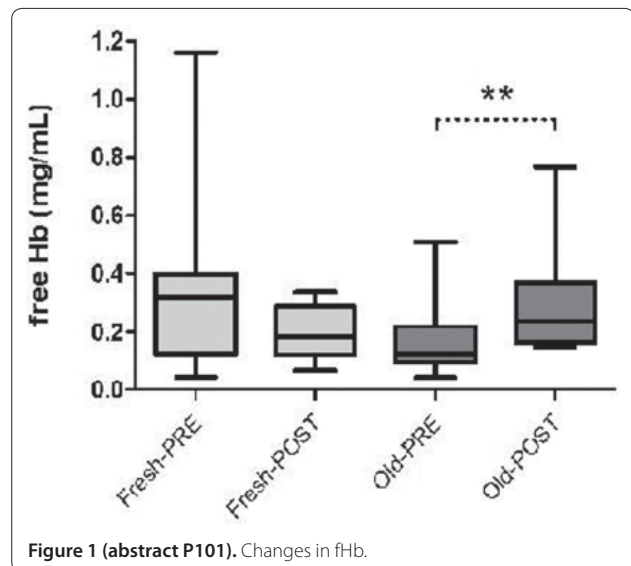 free Hb (mg/mL)
1.2
1.0
0.8
0.6
0.4
0.2
0.0
**
Fresh-PRE
Fresh-POST
Old-PRE
Old-POST
Figure 1 (abstract P101). Changes in fHb.